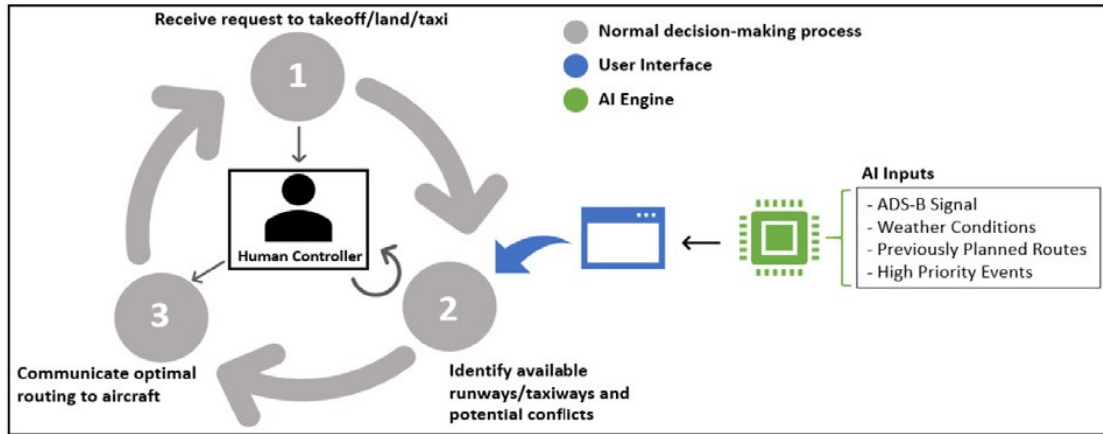 Receive request to takeoff/land/taxi
1
Normal decision-making process
User Interface
AI Engine
Human Controller
AI Inputs
- ADS-B Signal
- Weather Conditions
- Previously Planned Routes
- High Priority Events
3
2
Communicate optimal
routing to aircraft
Identify available
runways/taxiways and
potential conflicts